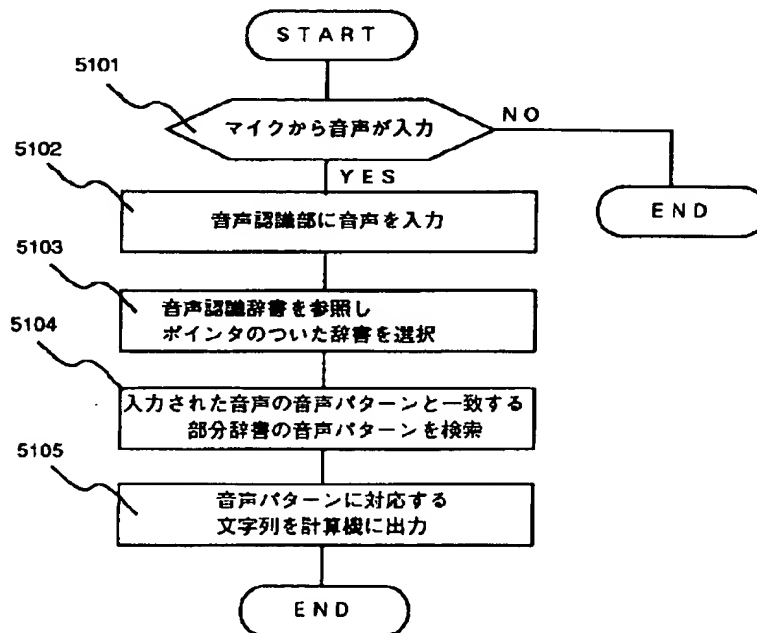 START
5101
マイクから音声が入力
NO
YES
END
5102
音声認識部に音声を入力
5103
音声認識辞書を参照し
ポインタのついた辞書を選択
5104
入力された音声の音声パターンと一致する
部分辞書の音声パターンを検索
5105
音声パターンに対応する
文字列を計算機に出力
END